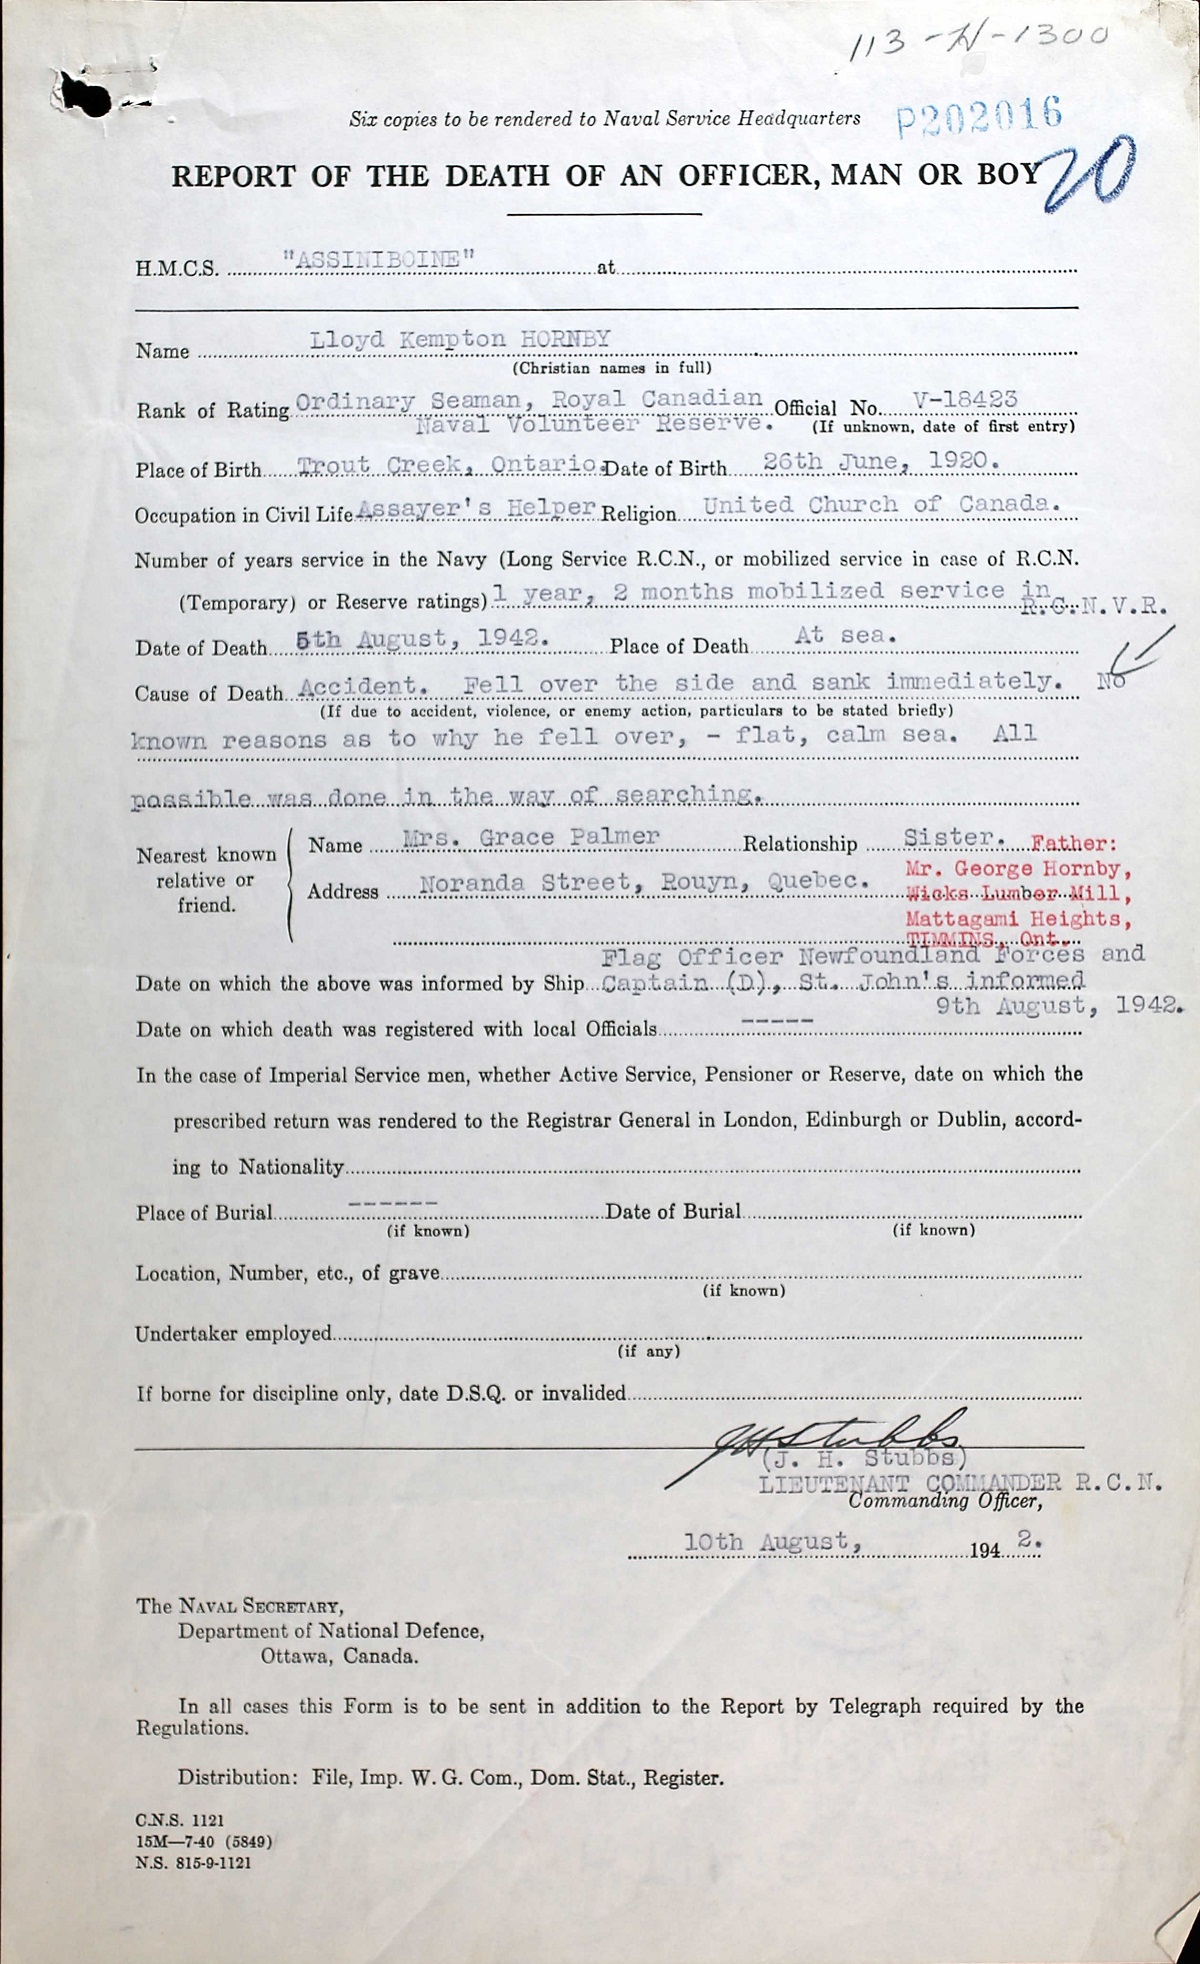 113-H-1300
Six copies to be rendered to Naval Service Headquarters P202016
REPORT OF THE DEATH OF AN OFFICER, MAN OR BOY 20
H.M.C.S. "ASSINIBOINE" at
Name Lloyd Kempton HORNBY
(Christian names in full)
Rank of Rating Ordinary Seaman, Royal Canadian Official No. V-18423
Naval Volunteer Reserve. (If unknown, date of first entry)
Place of Birth Trout Creek, Ontario. Date of Birth 26th June, 1920.
Occupation in Civil Life Assayer's Helper Religion United Church of Canada.
Number of years service in the Navy (Long Service R.C.N., or mobilized service in case of R.C.N.
(Temporary) or Reserve ratings) 1 year, 2 months mobilized service in
R.C.N.V.R.
Date of Death 5th August, 1942. Place of Death At sea.
Cause of Death Accident. Fell over the side and sank immediately. No
(If due to accident, violence, or enemy action, particulars to be stated briefly)
known reasons as to why he fell over, - flat, calm sea. All
possible was done in the way of searching.
Nearest known relative or friend.
Name Mrs. Grace Palmer Relationship Sister. Father:
Address Noranda Street, Rouyn, Quebec. Mr. George Hornby,
Wicks Lumber Mill,
Mattagami Heights,
TIMMINS, Ont.
Flag Officer Newfoundland Forces and
Date on which the above was informed by Ship Captain (D), St. John's informed
9th August, 1942.
Date on which death was registered with local Officials -----
In the case of Imperial Service men, whether Active Service, Pensioner or Reserve, date on which the
prescribed return was rendered to the Registrar General in London, Edinburgh or Dublin, accord-
ing to Nationality
Place of Burial ------ Date of Burial
(if known) (if known)
Location, Number, etc., of grave
(if known)
Undertaker employed
(if any)
If borne for discipline only, date D.S.Q. or invalided
JH Stubbs
(J. H. Stubbs)
LIEUTENANT COMMANDER R.C.N.
Commanding Officer,
10th August, 1942.
The NAVAL SECRETARY,
Department of National Defence,
Ottawa, Canada.
In all cases this Form is to be sent in addition to the Report by Telegraph required by the
Regulations.
Distribution: File, Imp. W. G. Com., Dom. Stat., Register.
C.N.S. 1121
15M—7-40 (5849)
N.S. 815-9-1121